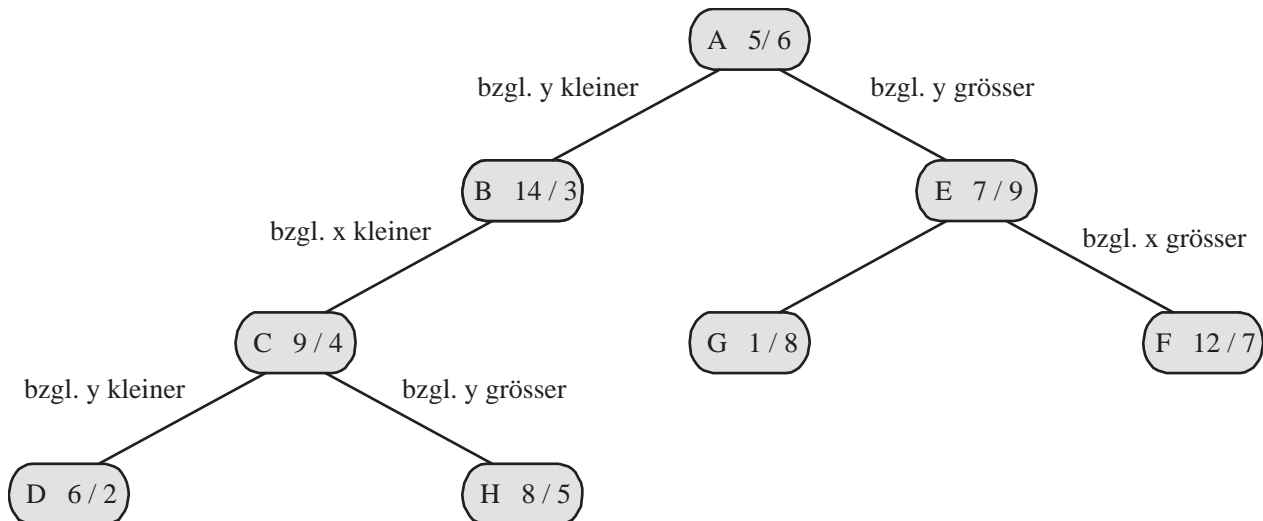 A 5/ 6
bzgl. y kleiner
bzgl. y grösser
B 14 / 3
E 7 / 9
bzgl. x kleiner
bzgl. x grösser
C 9 / 4
G 1 / 8
F 12 / 7
bzgl. y kleiner
bzgl. y grösser
D 6 / 2
H 8 / 5